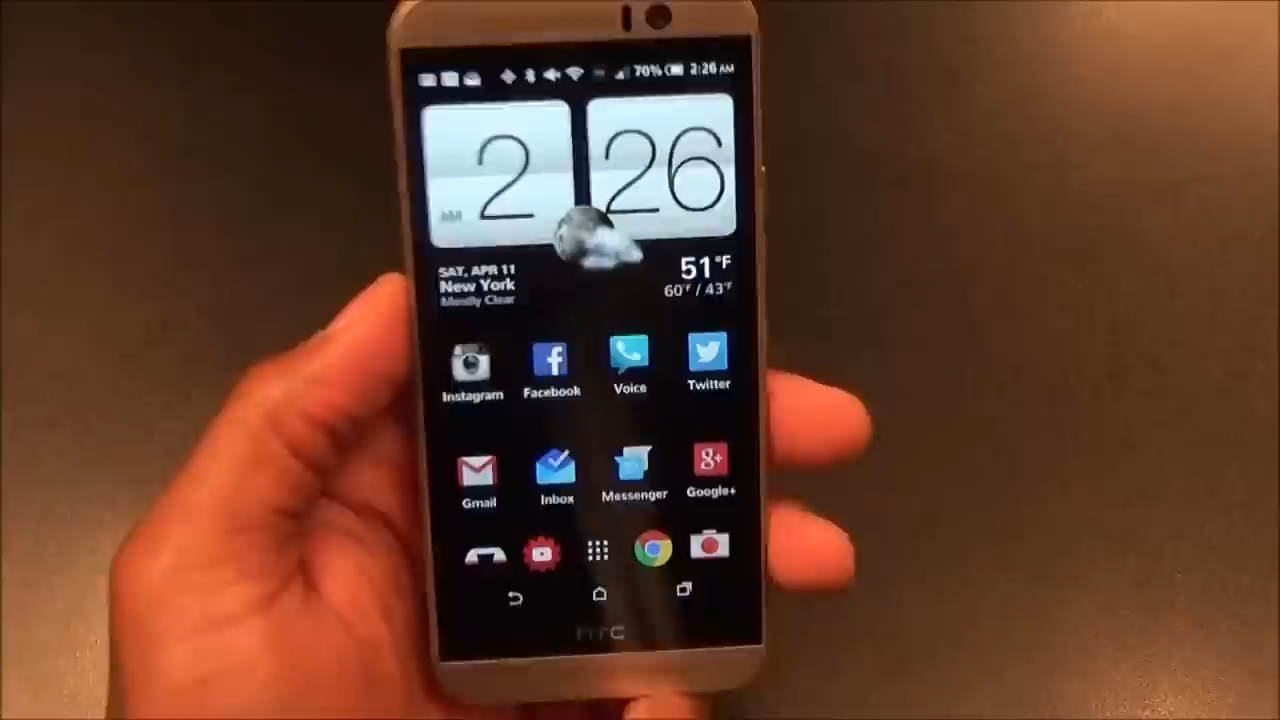 70% 2:26 AM
AM 2 26
SAT, APR 11
New York
Mostly Clear
51°F
60°F / 43°F
Instagram Facebook Voice Twitter
Gmail Inbox Messenger Google+
hTC